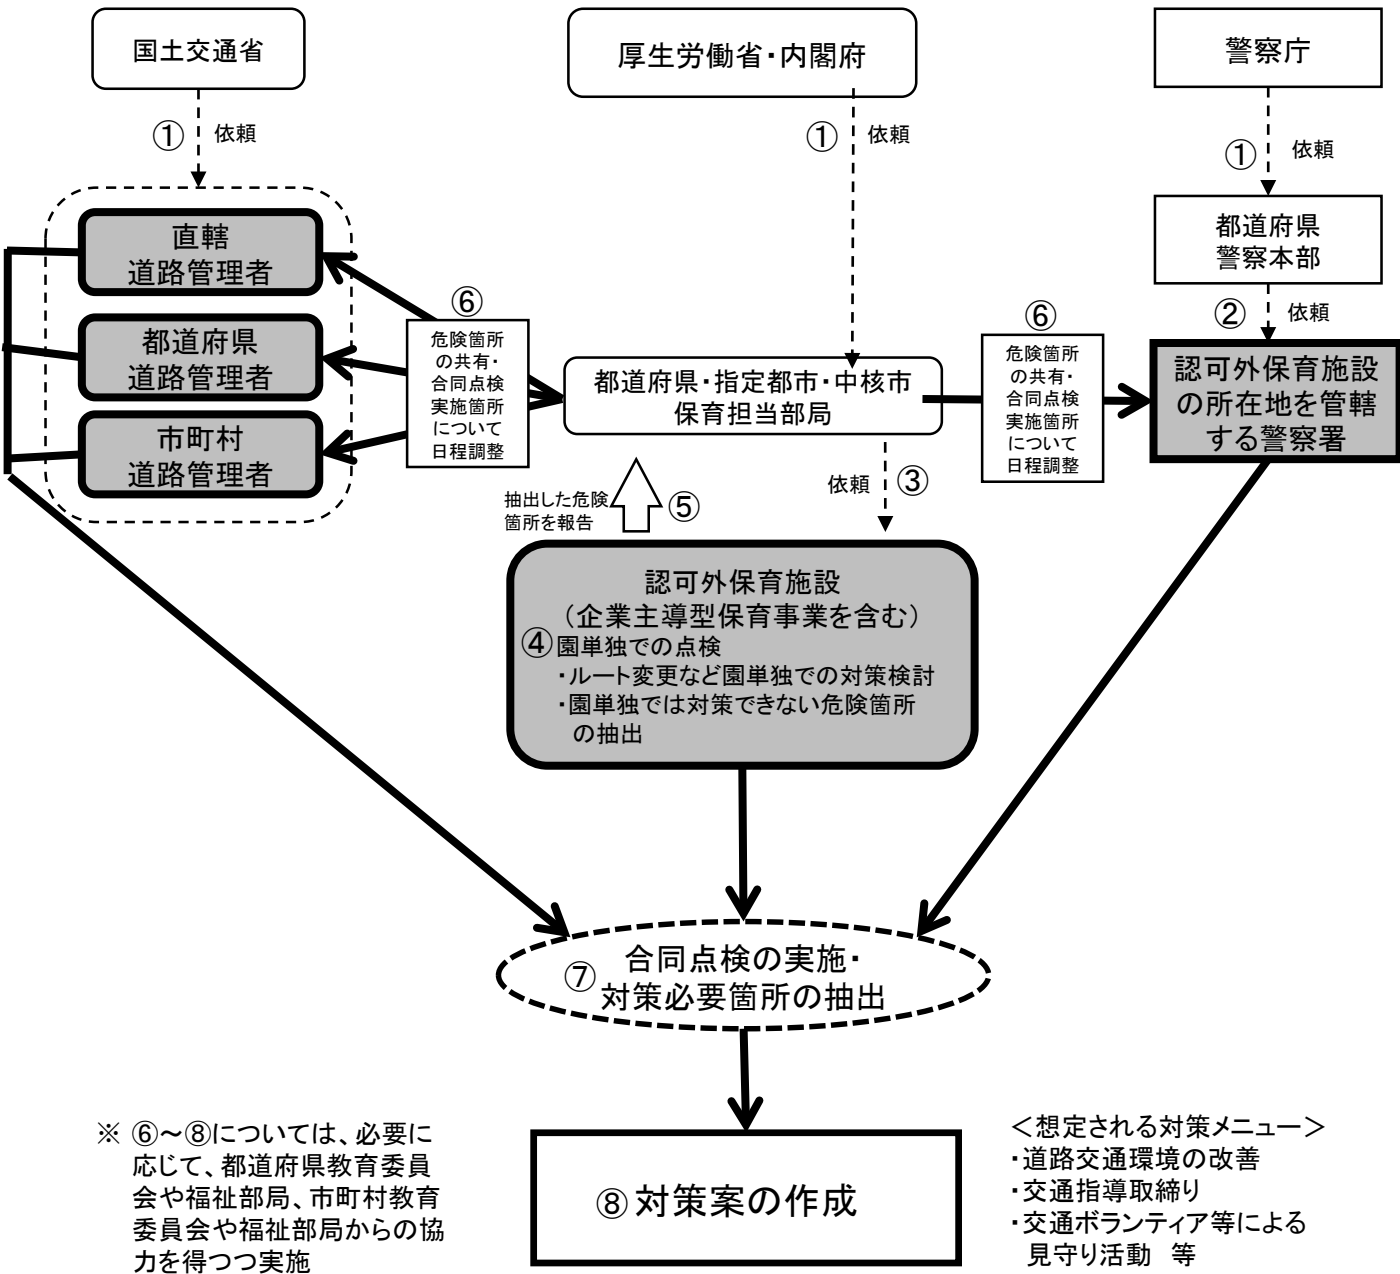 国土交通省
厚生労働省・内閣府
警察庁
①
依頼
①
依頼
①
依頼
都道府県
警察本部
②
依頼
直轄
道路管理者
都道府県
道路管理者
市町村
道路管理者
⑥
危険箇所
の共有・
合同点検
実施箇所
について
日程調整
都道府県・指定都市・中核市
保育担当部局
⑥
危険箇所
の共有・
合同点検
実施箇所
について
日程調整
認可外保育施設
の所在地を管轄
する警察署
依頼
③
抽出した危険
箇所を報告
⑤
認可外保育施設
（企業主導型保育事業を含む）
④園単独での点検
・ルート変更など園単独での対策検討
・園単独では対策できない危険箇所
の抽出
⑦
合同点検の実施・
対策必要箇所の抽出
⑧対策案の作成
※ ⑥～⑧については、必要に
応じて、都道府県教育委員
会や福祉部局、市町村教育
委員会や福祉部局からの協
力を得つつ実施
＜想定される対策メニュー＞
・道路交通環境の改善
・交通指導取締り
・交通ボランティア等による
見守り活動　等